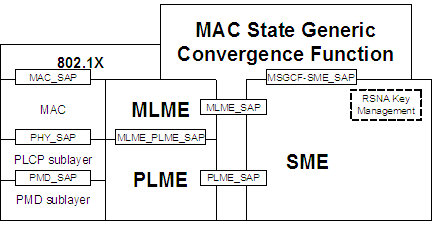 MAC State Generic
Convergence Function
802.1X
MAC_SAP
MSGCF-SME_SAP
MAC
MLME
MLME_SAP
RSNA Key
Management
PHY_SAP
MLME_PLME_SAP
PLCP sublayer
SME
PMD_SAP
PLME
PLME_SAP
PMD sublayer